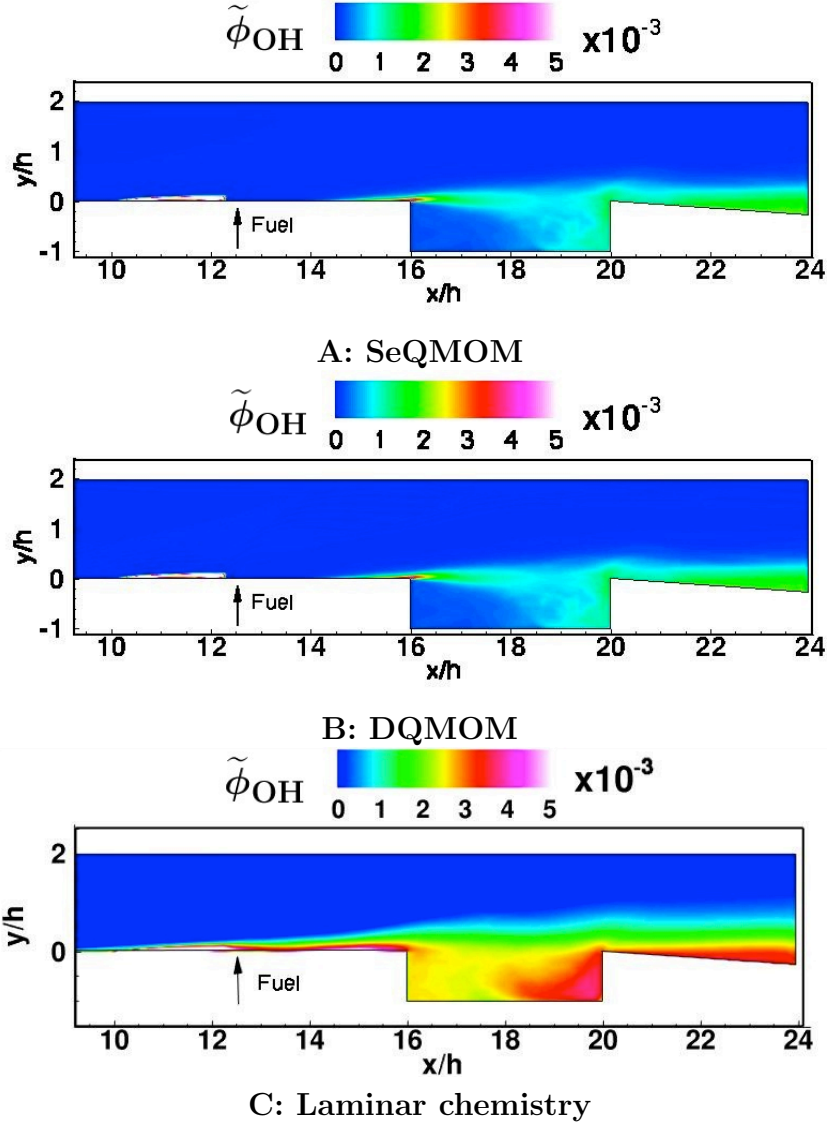 ϕ̃OH 0 1 2 3 4 5 x10-3
2
1
0
-1
y/h
Fuel
10 12 14 16 18 20 22 24
x/h
A: SeQMOM
ϕ̃OH 0 1 2 3 4 5 x10-3
2
1
0
-1
y/h
Fuel
10 12 14 16 18 20 22 24
x/h
B: DQMOM
ϕ̃OH 0 1 2 3 4 5 x10-3
2
0
y/h
Fuel
10 12 14 16 18 20 22 24
x/h
C: Laminar chemistry